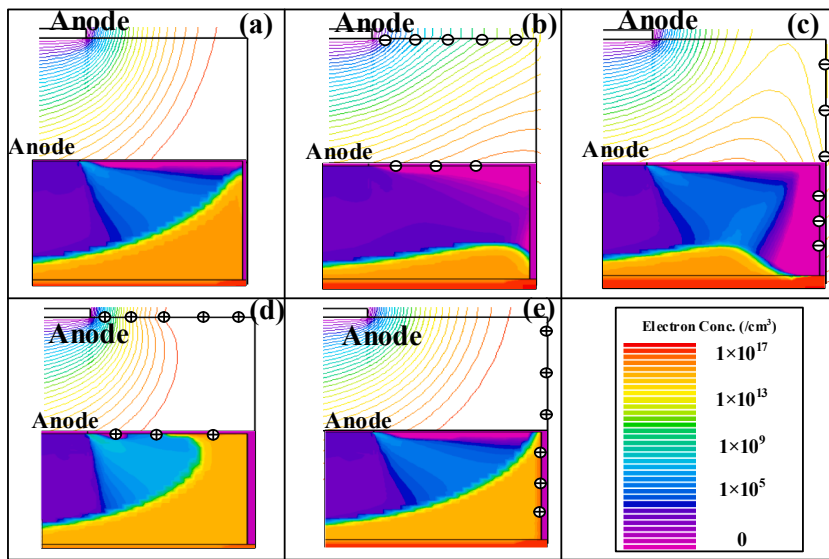 (a)
Anode
Anode
(b)
Anode
Anode
(c)
Anode
Anode
(d)
Anode
Anode
(e)
Anode
Anode
Electron Conc. (/cm³)
1×10¹⁷
1×10¹³
1×10⁹
1×10⁵
0